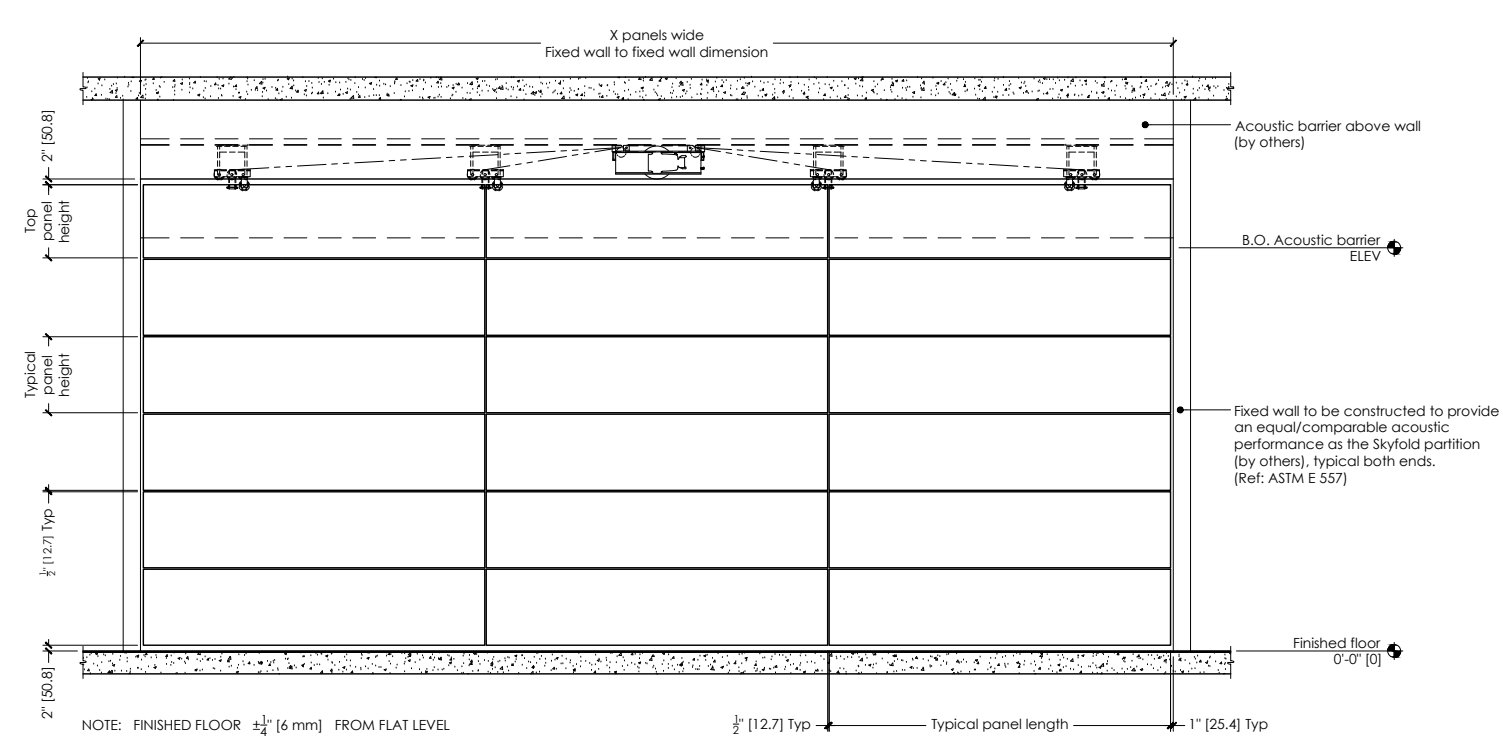 X panels wide
Fixed wall to fixed wall dimension
2" [50.8]
Acoustic barrier above wall
(by others)
Top
panel
height
B.O. Acoustic barrier
ELEV
Typical
panel
height
Fixed wall to be constructed to provide
an equal/comparable acoustic
performance as the Skyfold partition
(by others), typical both ends.
(Ref: ASTM E 557)
½" [12.7] Typ
Finished floor
0'-0" [0]
2" [50.8]
NOTE: FINISHED FLOOR ±¼" [6 mm] FROM FLAT LEVEL
½" [12.7] Typ
Typical panel length
1" [25.4] Typ